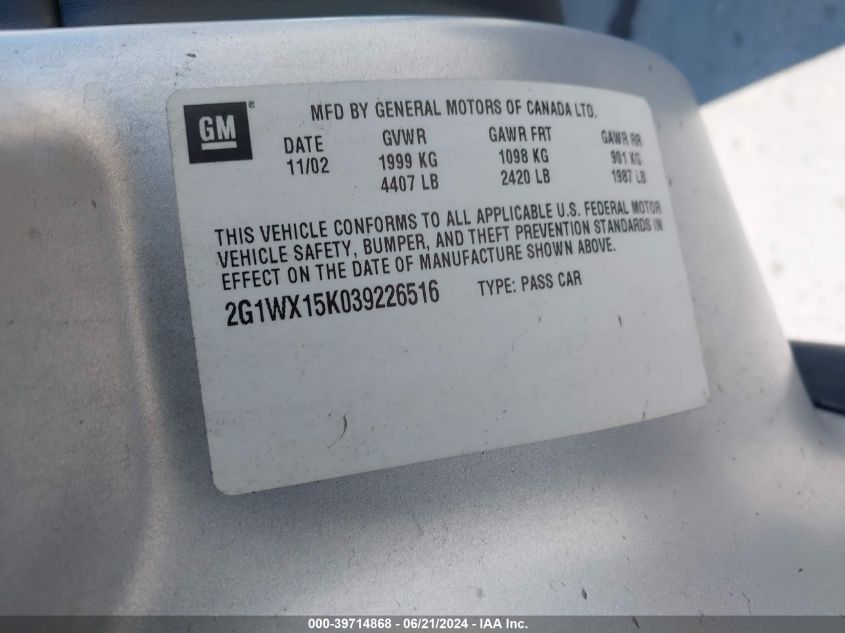 GM®
MFD BY GENERAL MOTORS OF CANADA LTD.
DATE GVWR GAWR FRT GAWR RR
11/02 1999 KG 1098 KG 901 KG
4407 LB 2420 LB 1987 LB
THIS VEHICLE CONFORMS TO ALL APPLICABLE U.S. FEDERAL MOTOR
VEHICLE SAFETY, BUMPER, AND THEFT PREVENTION STANDARDS IN
EFFECT ON THE DATE OF MANUFACTURE SHOWN ABOVE.
2G1WX15K039226516 TYPE: PASS CAR
000-39714868 - 06/21/2024 - IAA Inc.